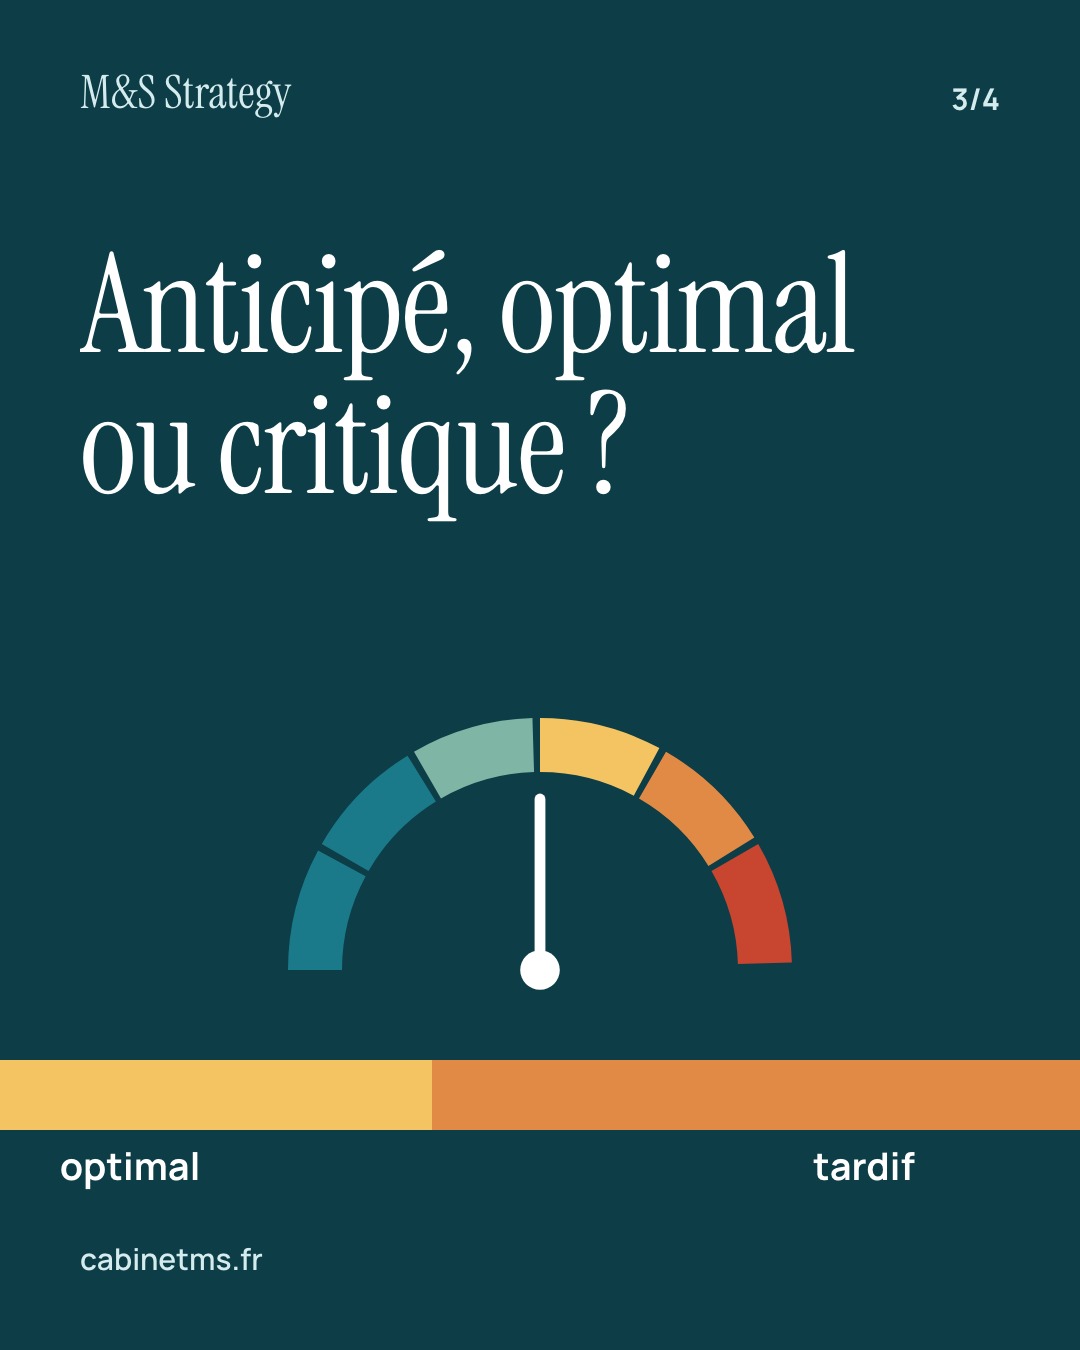 M&S Strategy
3/4
Anticipé, optimal
ou critique ?
optimal
tardif
cabinetms.fr